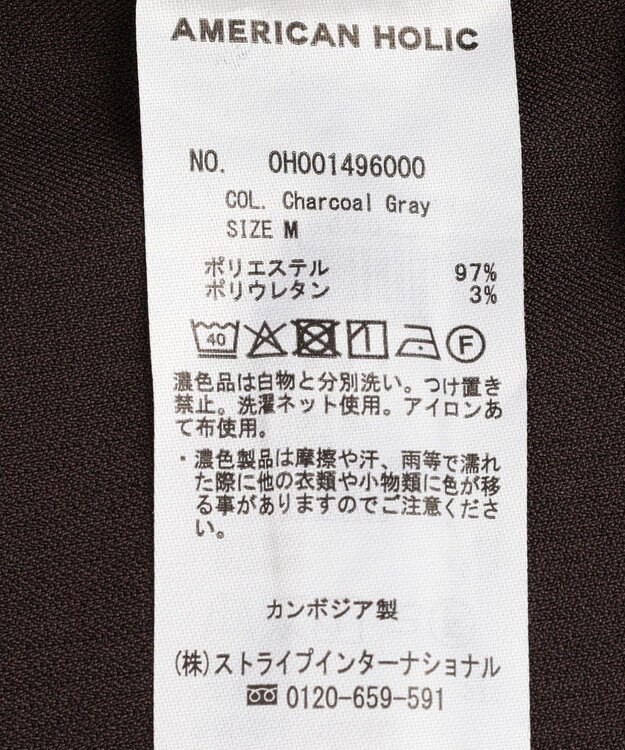 AMERICAN HOLIC
NO. 0H001496000
COL. Charcoal Gray
SIZE M
ポリエステル 97%
ポリウレタン 3%
40 F
濃色品は白物と分別洗い。つけ置き
禁止。洗濯ネット使用。アイロンあ
て布使用。
・濃色製品は摩擦や汗、雨等で濡れ
た際に他の衣類や小物類に色が移
る事がありますのでご注意くださ
い。
カンボジア製
(株)ストライプインターナショナル
0120-659-591